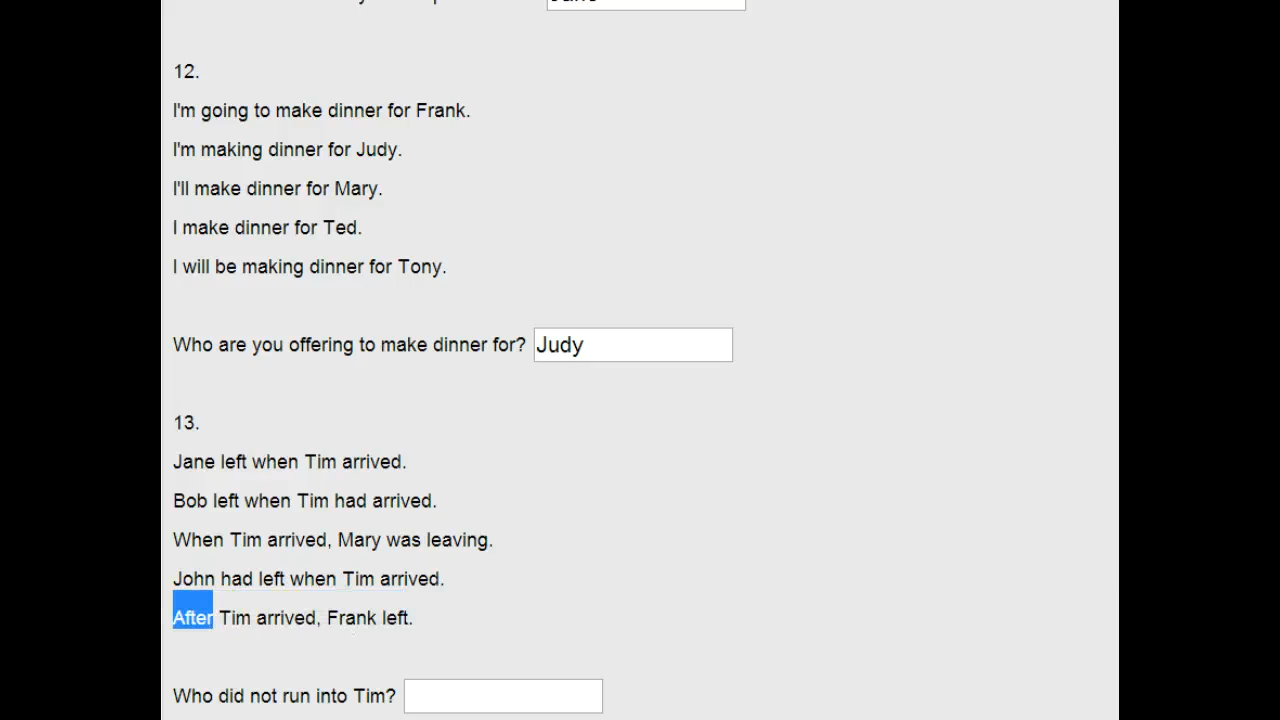 12.
I'm going to make dinner for Frank.
I'm making dinner for Judy.
I'll make dinner for Mary.
I make dinner for Ted.
I will be making dinner for Tony.
Who are you offering to make dinner for? Judy
13.
Jane left when Tim arrived.
Bob left when Tim had arrived.
When Tim arrived, Mary was leaving.
John had left when Tim arrived.
After Tim arrived, Frank left.
Who did not run into Tim?